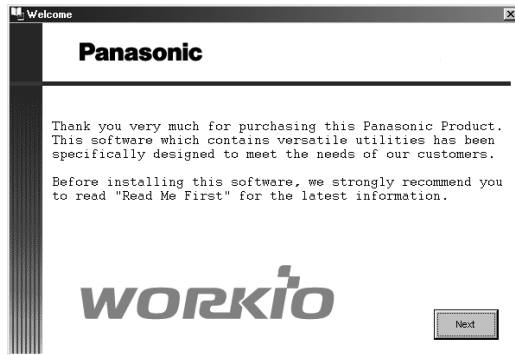 Welcome
Panasonic
Thank you very much for purchasing this Panasonic Product.
This software which contains versatile utilities has been
specifically designed to meet the needs of our customers.
Before installing this software, we strongly recommend you
to read "Read Me First" for the latest information.
WORKiO
Next